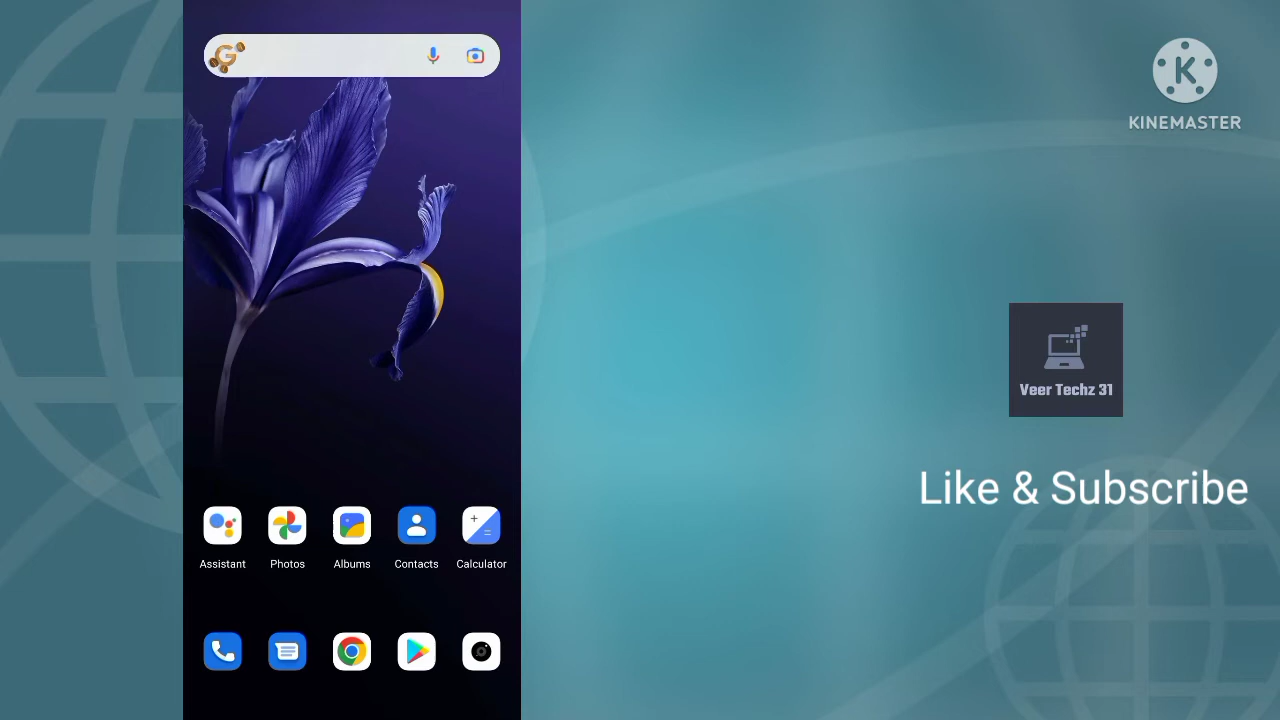 KINEMASTER
Veer Techz 31
Like & Subscribe
Assistant
Photos
Albums
Contacts
Calculator